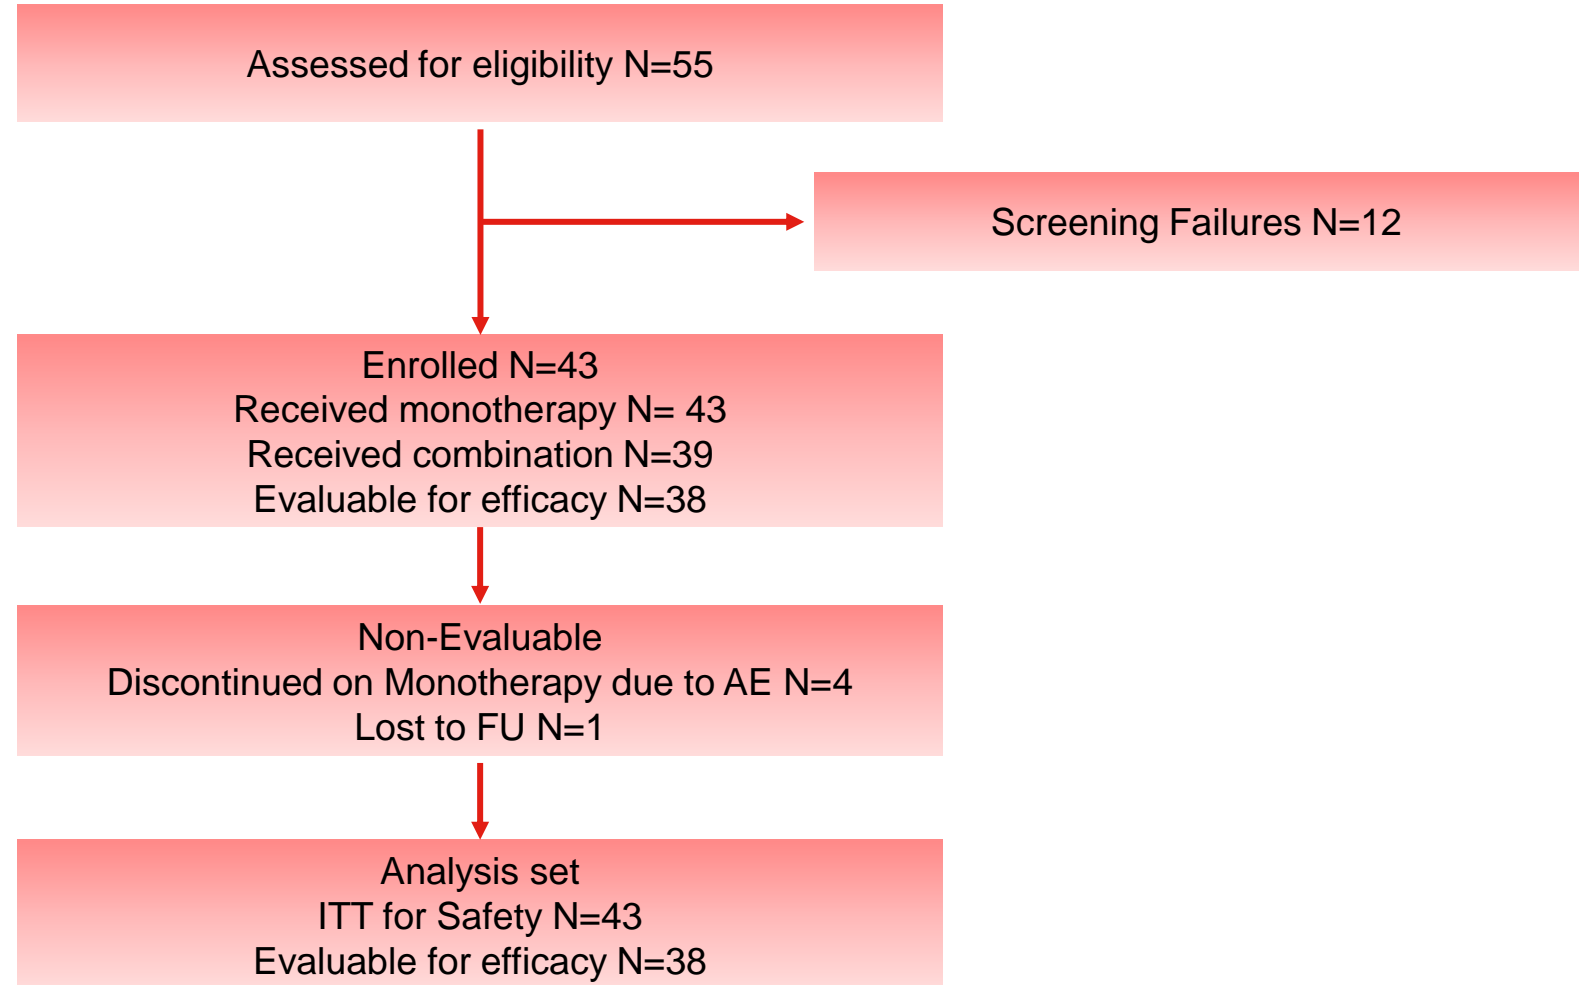 Assessed for eligibility N=55
Screening Failures N=12
Enrolled N=43
Received monotherapy N= 43
Received combination N=39
Evaluable for efficacy N=38
Non-Evaluable
Discontinued on Monotherapy due to AE N=4
Lost to FU N=1
Analysis set
ITT for Safety N=43
Evaluable for efficacy N=38